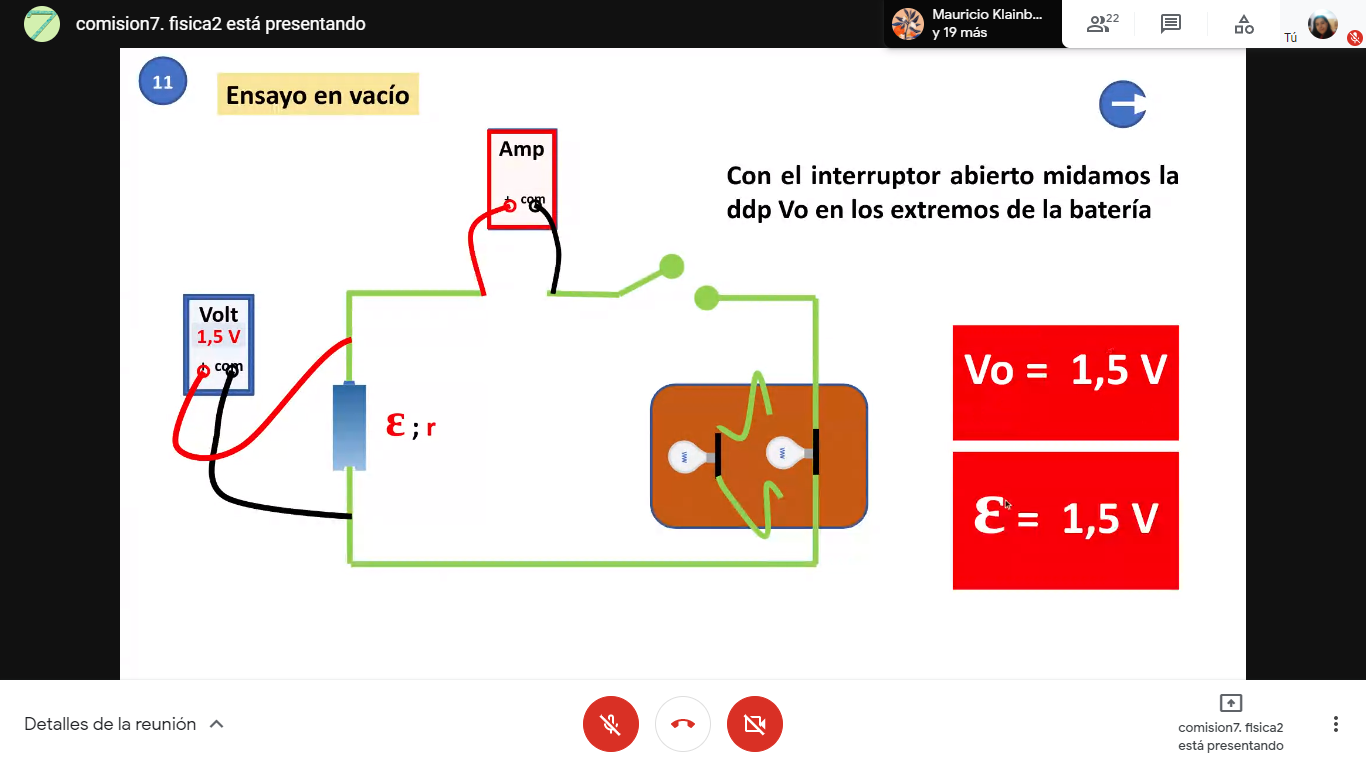 comision7. fisica2 está presentando
Mauricio Klainb...
y 19 más
22
Tú
11
Ensayo en vacío
Amp
+ com
Con el interruptor abierto midamos la
ddp Vo en los extremos de la batería
Volt
1,5 V
+ com
ε ; r
Vo = 1,5 V
ε = 1,5 V
Detalles de la reunión
comision7. fisica2
está presentando